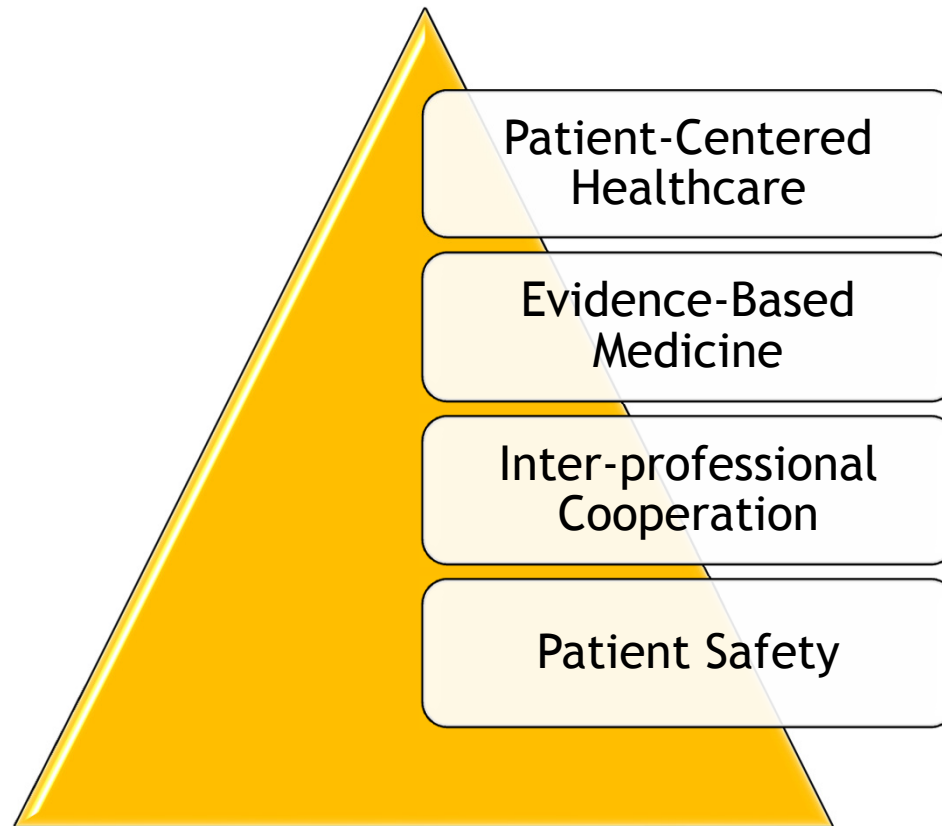 Patient-Centered
Healthcare
Evidence-Based
Medicine
Inter-professional
Cooperation
Patient Safety